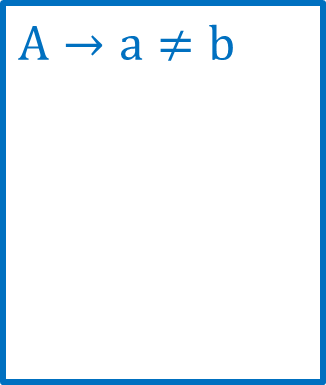 A → a ≠ b